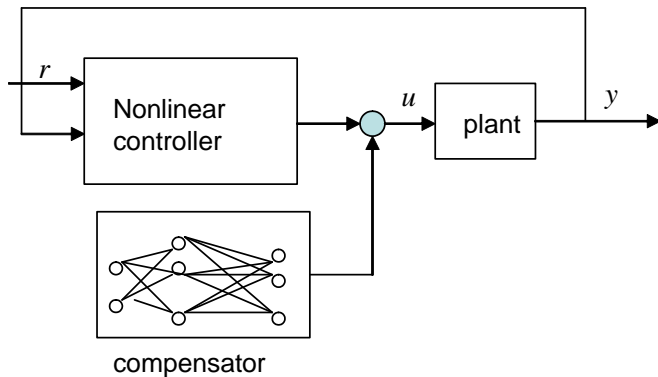 r
Nonlinear
controller
u
plant
y
compensator